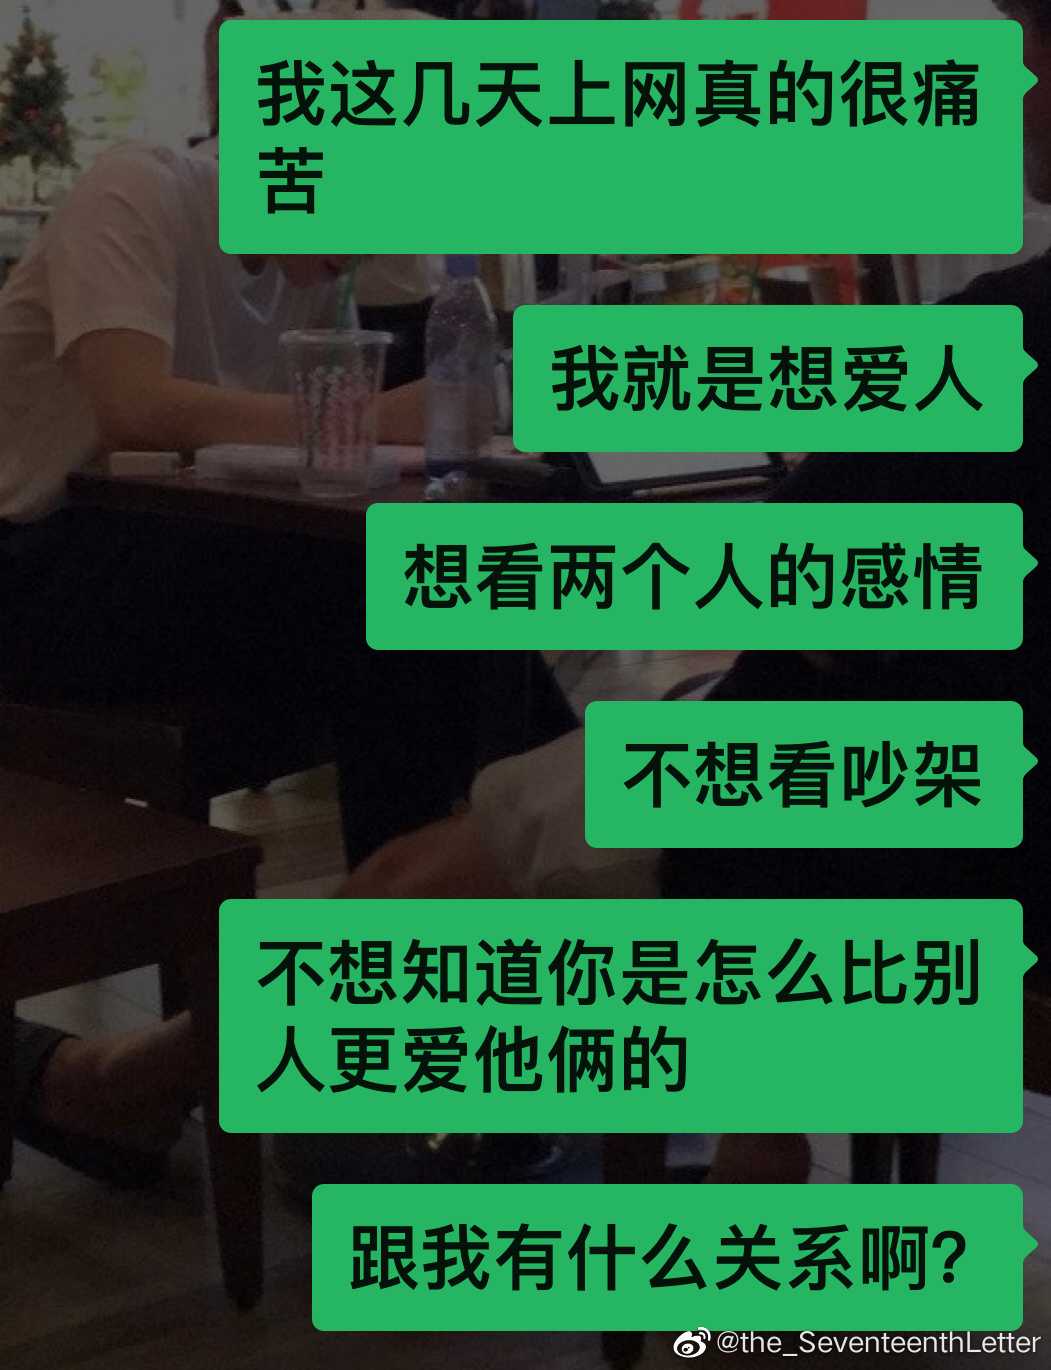 我这几天上网真的很痛
苦
我就是想爱人
想看两个人的感情
不想看吵架
不想知道你是怎么比别
人更爱他俩的
跟我有什么关系啊?
@the_SeventeenthLetter